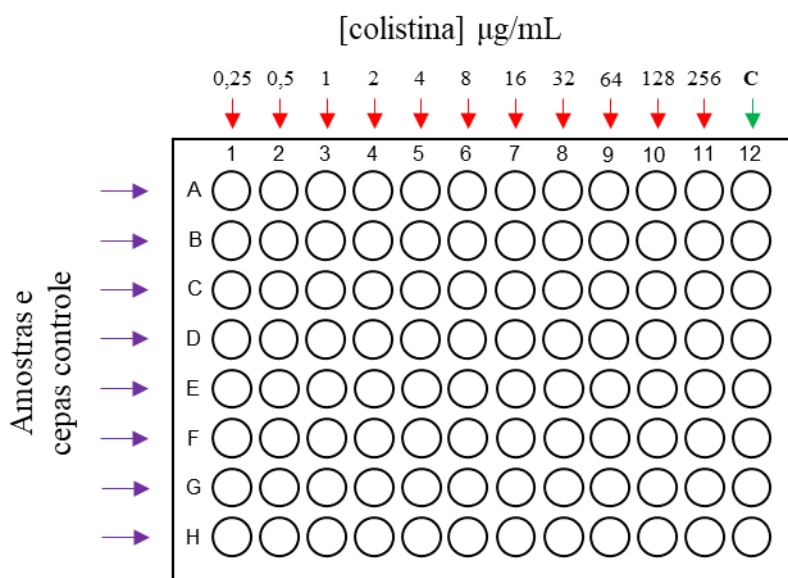 [colistina] μg/mL
0,25 0,5 1 2 4 8 16 32 64 128 256 C
1 2 3 4 5 6 7 8 9 10 11 12
Amostras e
cepas controle
A
B
C
D
E
F
G
H